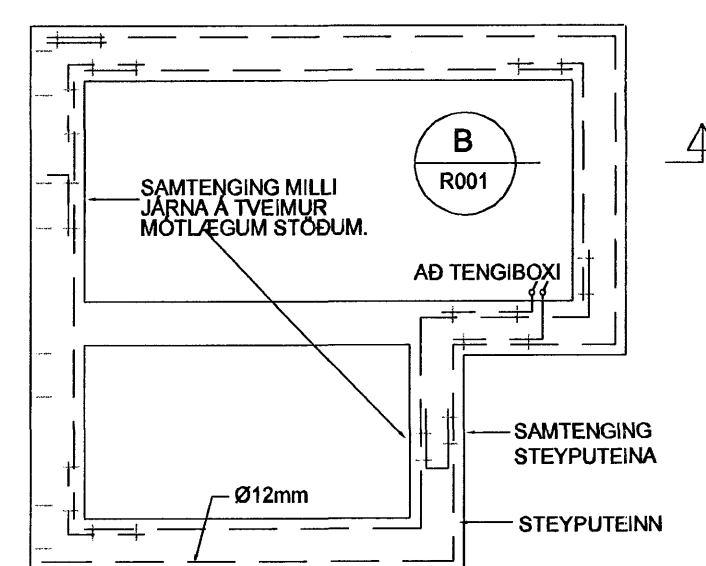 B
R001
SAMTENGING MILLI
JÁRNA Á TVEIMUR
MÓTLÆGUM STÖÐUM.
AÐ TENGIBOXI
SAMTENGING
STEYPUTEINA
Ø12mm
STEYPUTEINN